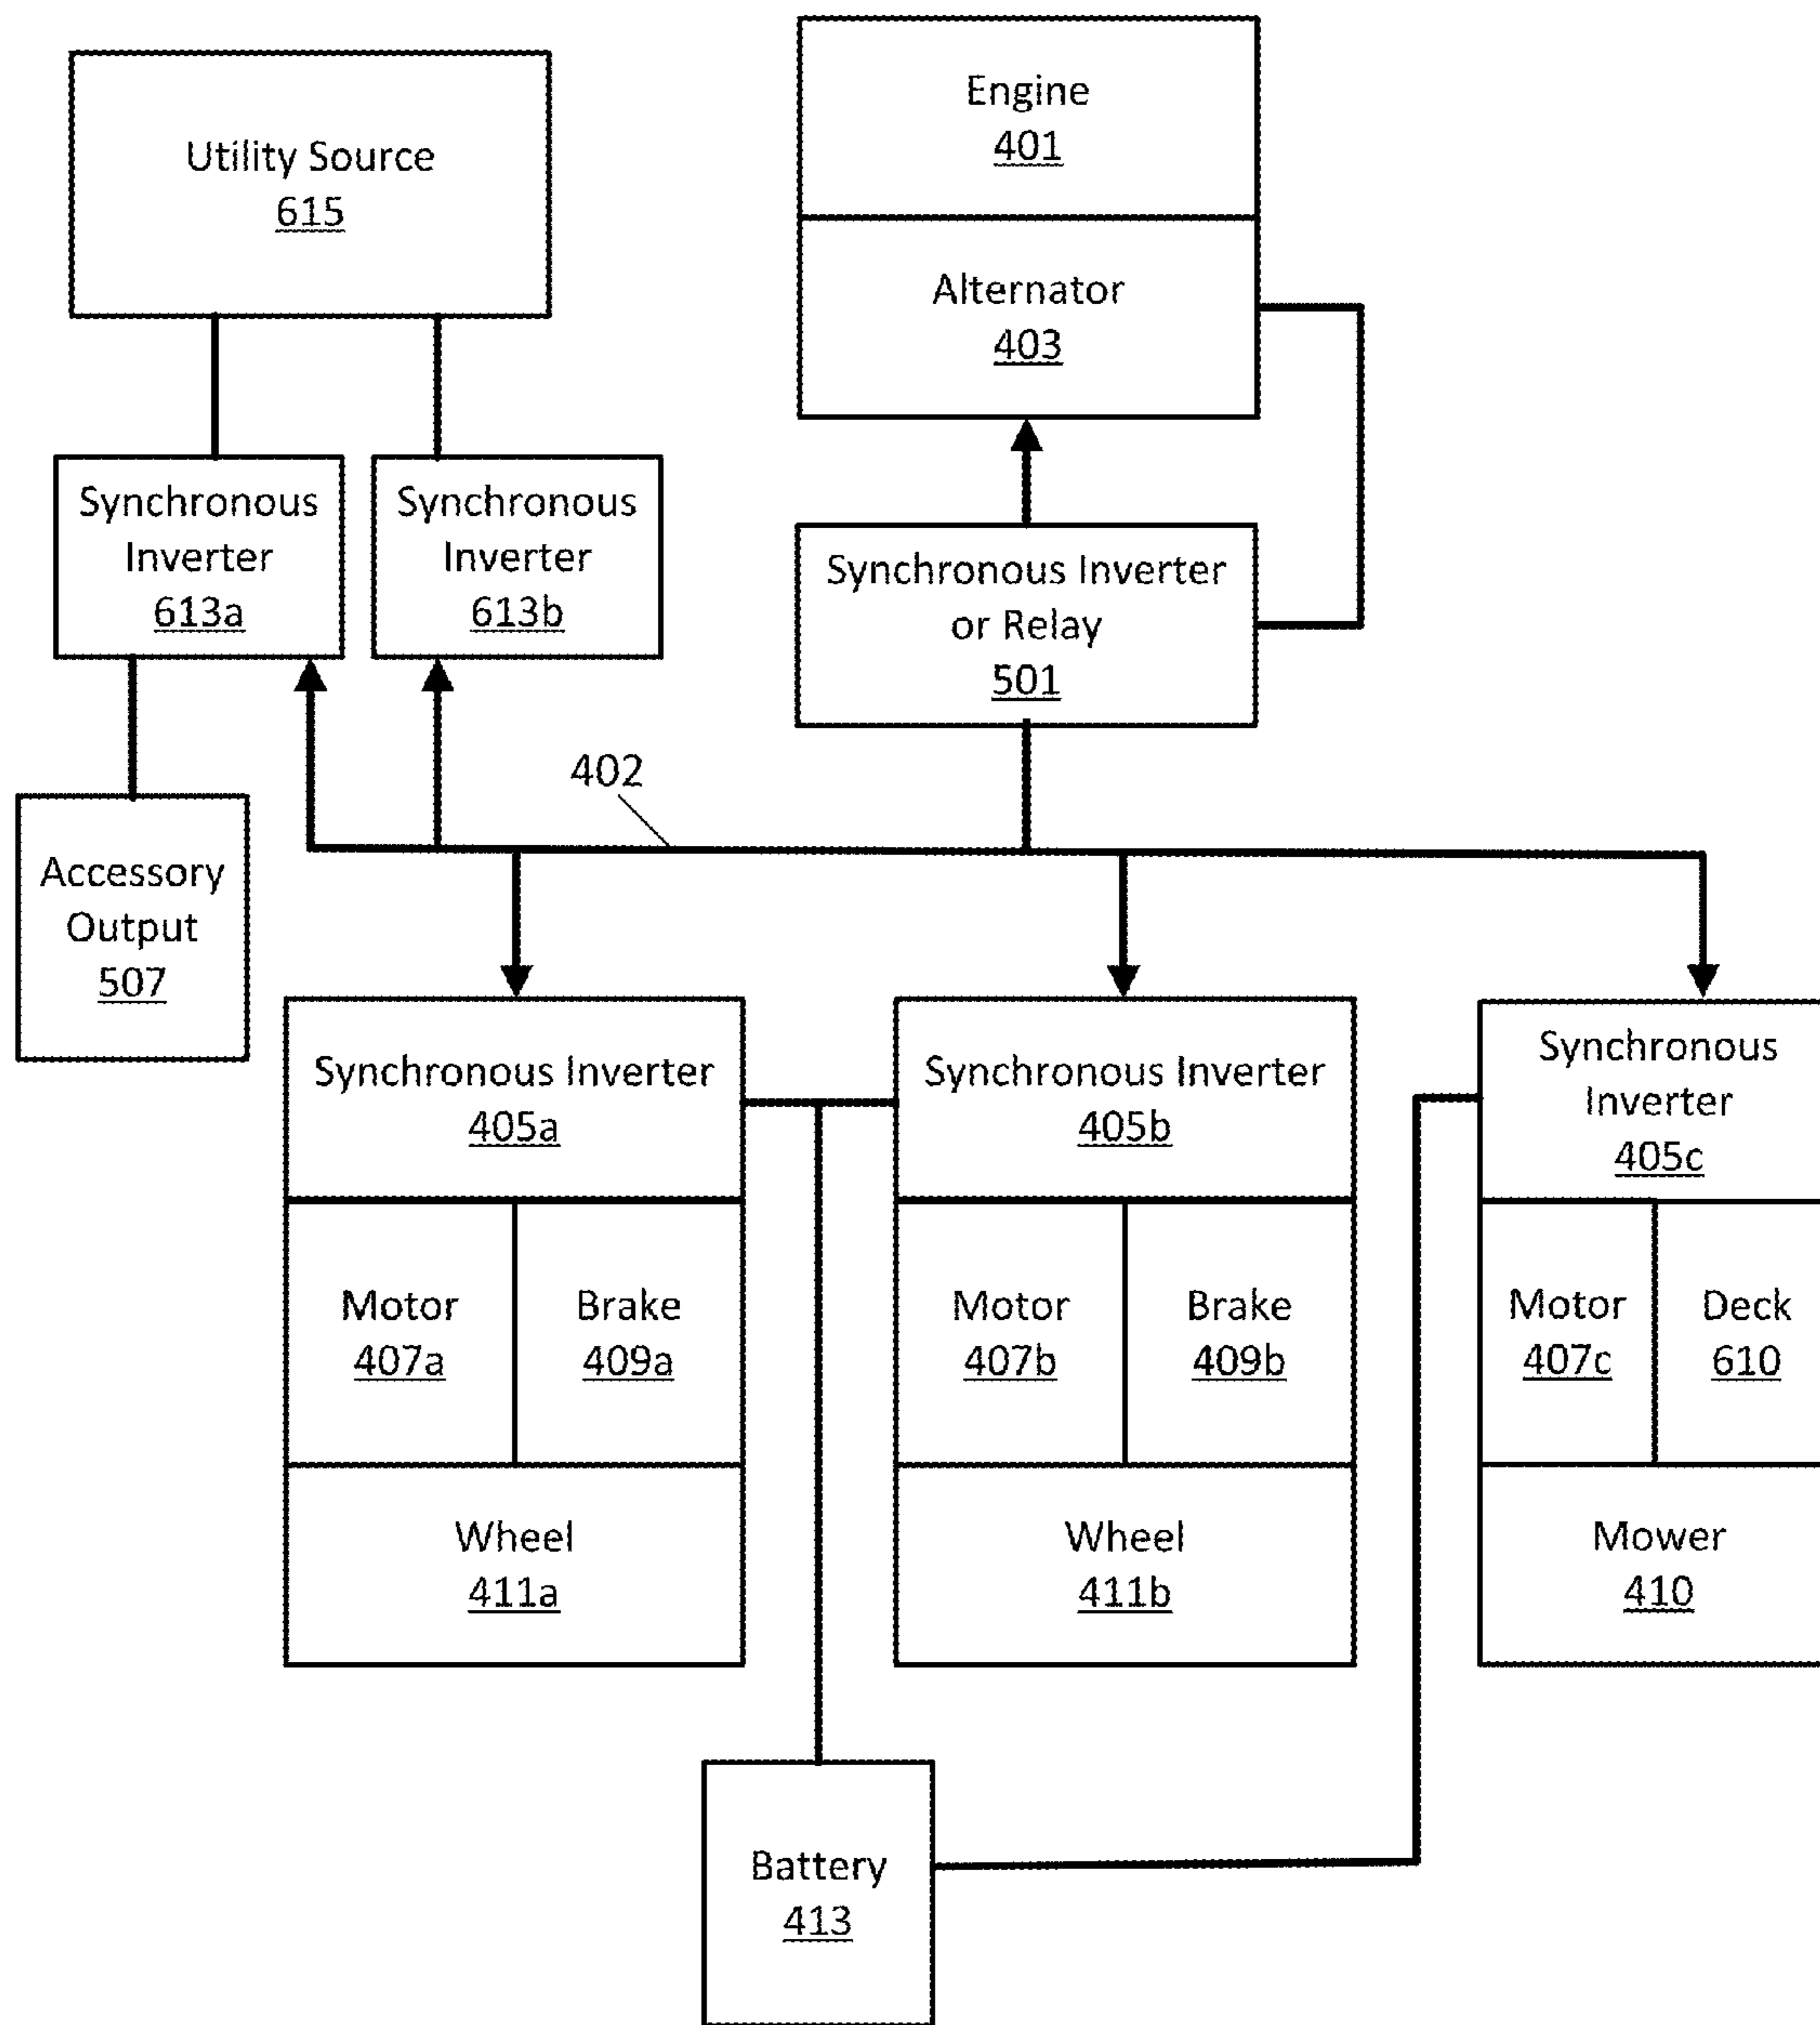 Utility Source
615
Engine
401
Alternator
403
Synchronous
Inverter
613a
Synchronous
Inverter
613b
Synchronous Inverter
or Relay
501
402
Accessory
Output
507
Synchronous Inverter
405a
Synchronous Inverter
405b
Synchronous
Inverter
405c
Motor
407a
Brake
409a
Motor
407b
Brake
409b
Motor
407c
Deck
610
Wheel
411a
Wheel
411b
Mower
410
Battery
413